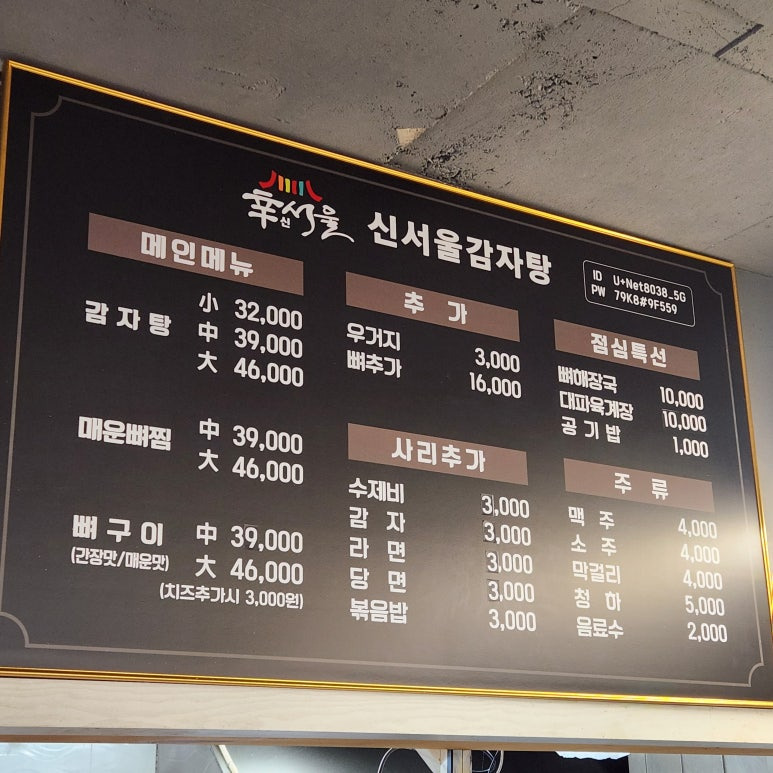 幸신서울 신서울감자탕
ID U+Net8038_5G
PW 79K8#9F559
메인메뉴
감자탕 小 32,000
中 39,000
大 46,000
매운뼈찜 中 39,000
大 46,000
뼈구이 中 39,000
(간장맛/매운맛) 大 46,000
(치즈추가시 3,000원)
추 가
우거지 3,000
뼈추가 16,000
사리추가
수제비 3,000
감 자 3,000
라 면 3,000
당 면 3,000
볶음밥 3,000
점심특선
뼈해장국 10,000
대파육계장 10,000
공기밥 1,000
주 류
맥 주 4,000
소 주 4,000
막걸리 4,000
청 하 5,000
음료수 2,000